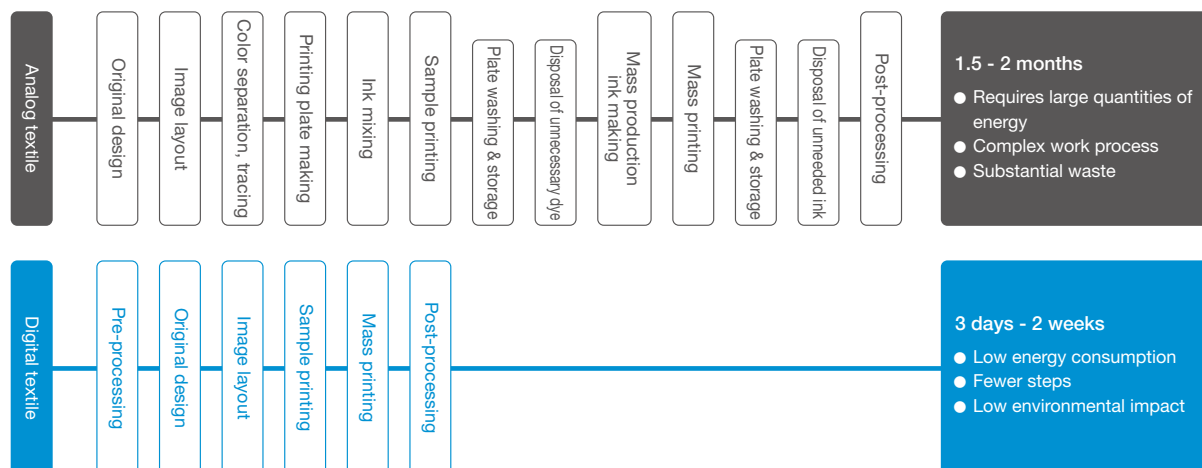 Analog textile
Original design
Image layout
Color separation, tracing
Printing plate making
Ink mixing
Sample printing
Plate washing & storage
Disposal of unnecessary dye
Mass production
ink making
Mass printing
Plate washing & storage
Disposal of unneeded ink
Post-processing
1.5 - 2 months
● Requires large quantities of
energy
● Complex work process
● Substantial waste
Digital textile
Pre-processing
Original design
Image layout
Sample printing
Mass printing
Post-processing
3 days - 2 weeks
● Low energy consumption
● Fewer steps
● Low environmental impact